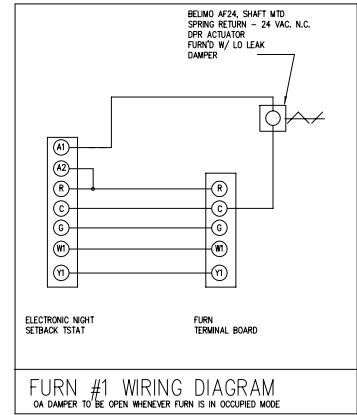 BELIMO AF24, SHAFT MTD
SPRING RETURN - 24 VAC. N.C.
DPR ACTUATOR
FURN'D W/ LO LEAK
DAMPER
A1
A2
R
C
G
W1
Y1
R
C
G
W1
Y1
ELECTRONIC NIGHT
SETBACK TSTAT
FURN
TERMINAL BOARD
FURN #1 WIRING DIAGRAM
OA DAMPER TO BE OPEN WHENEVER FURN IS IN OCCUPIED MODE